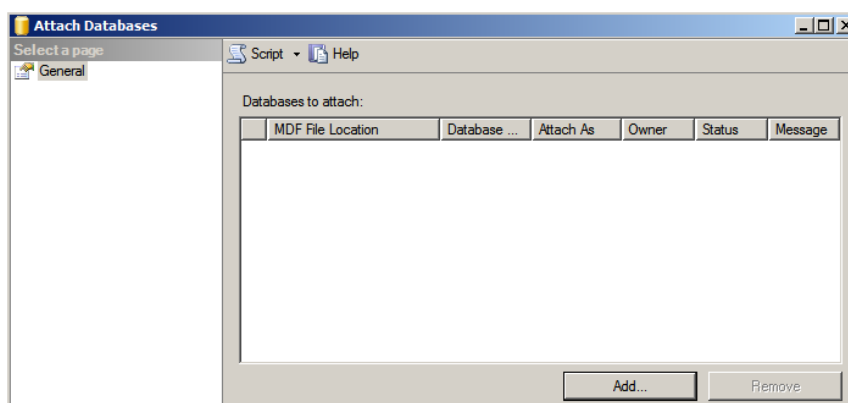 Attach Databases
Select a page
General
Script Help
Databases to attach:
MDF File Location Database ... Attach As Owner Status Message
Add... Remove